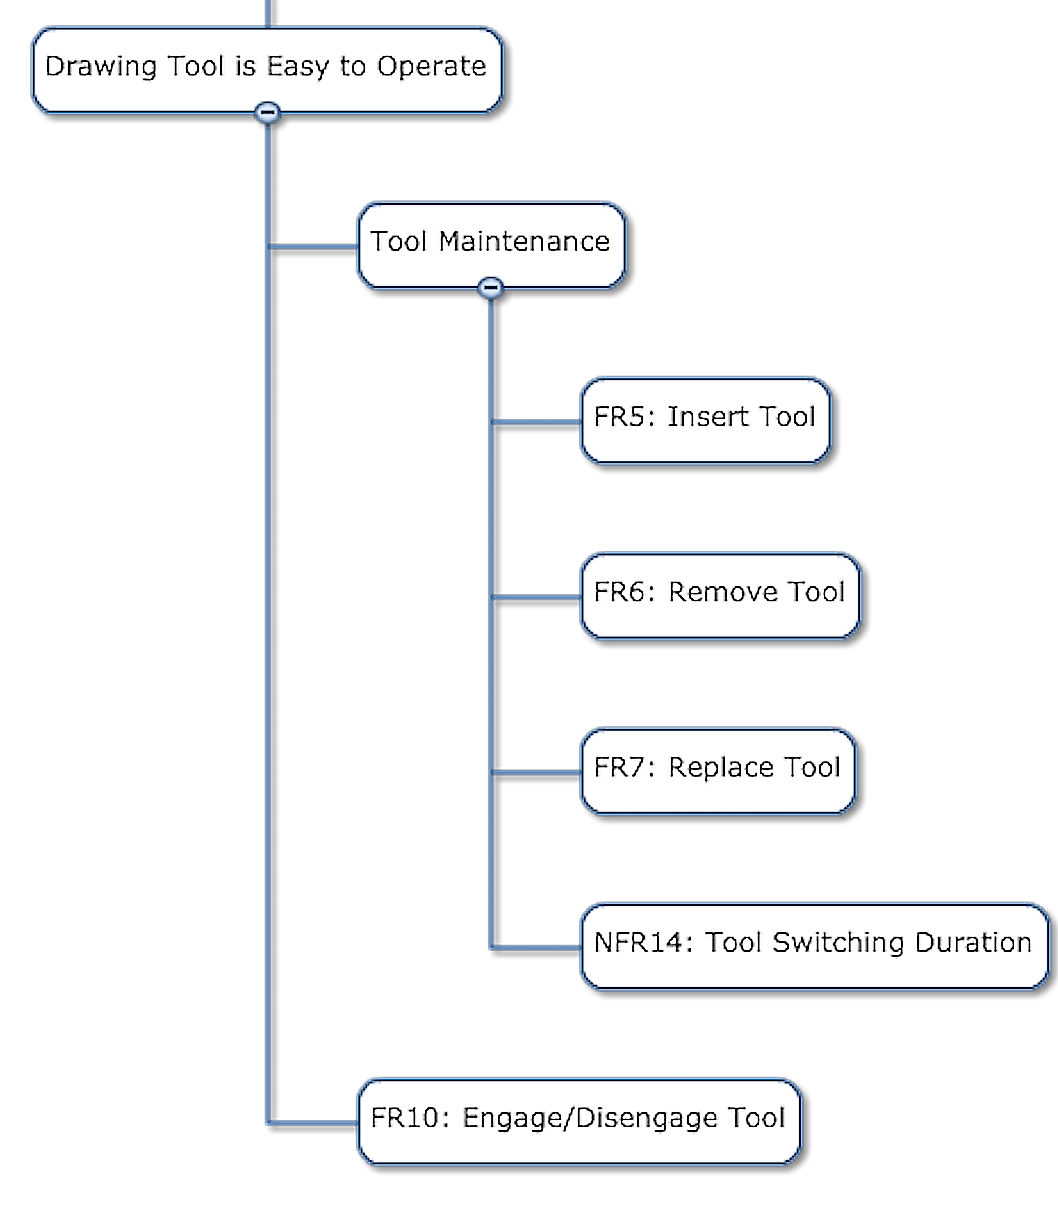 Drawing Tool is Easy to Operate
Tool Maintenance
FR5: Insert Tool
FR6: Remove Tool
FR7: Replace Tool
NFR14: Tool Switching Duration
FR10: Engage/Disengage Tool